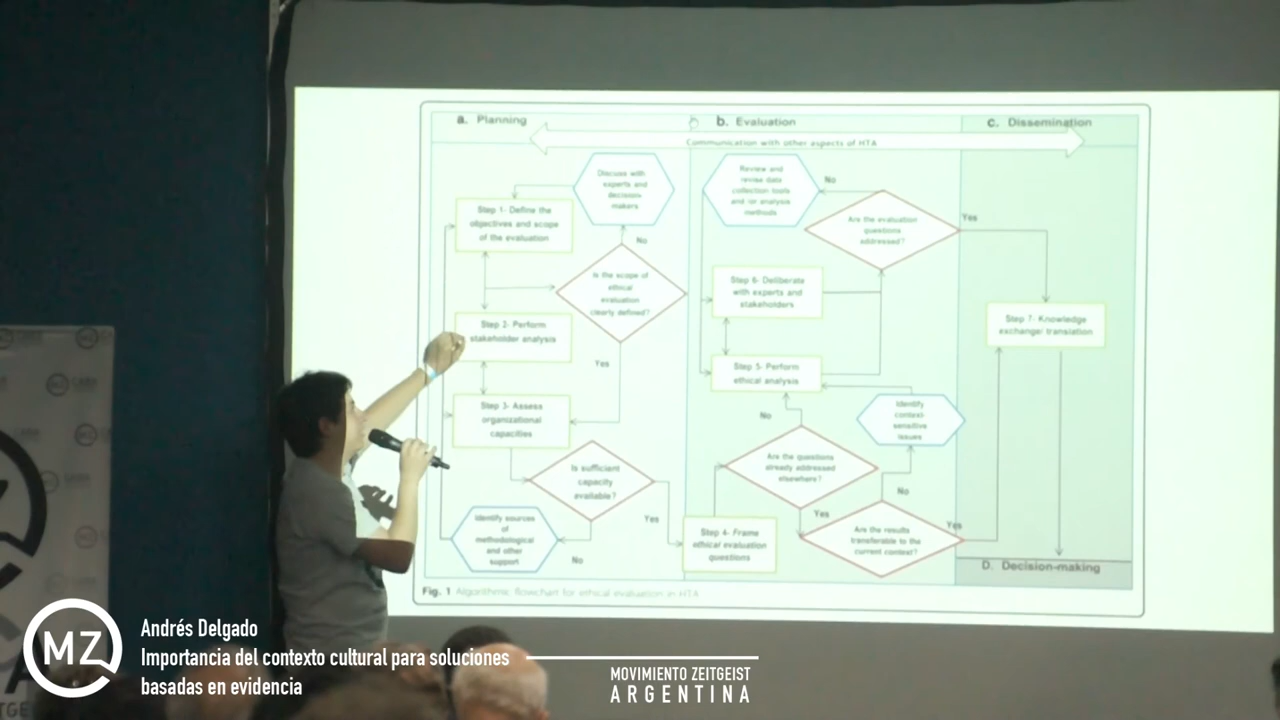 a. Planning
b. Evaluation
c. Dissemination
Communication with other aspects of HTA
Discuss with
experts and
decision-
makers
Step 1- Define the
objectives and scope
of the evaluation
No
Is the scope of
ethical
evaluation
clearly defined?
Step 2- Perform
stakeholder analysis
Yes
Step 3- Assess
organizational
capacities
Is sufficient
capacity
available?
Identify sources
of
methodological
and other
support
No
Yes
Review and
revise data
collection tools
and /or analysis
methods
No
Are the evaluation
questions
addressed?
Yes
Step 6- Deliberate
with experts and
stakeholders
Step 5- Perform
ethical analysis
No
Identify
context-
sensitive
issues
Are the questions
already addressed
elsewhere?
No
Yes
Step 4- Frame
ethical evaluation
questions
Are the results
transferable to the
current context?
Yes
Step 7- Knowledge
exchange/ translation
D. Decision-making
Fig. 1 Algorithmic flowchart for ethical evaluation in HTA
MZ
Andrés Delgado
Importancia del contexto cultural para soluciones
basadas en evidencia
MOVIMIENTO ZEITGEIST
ARGENTINA